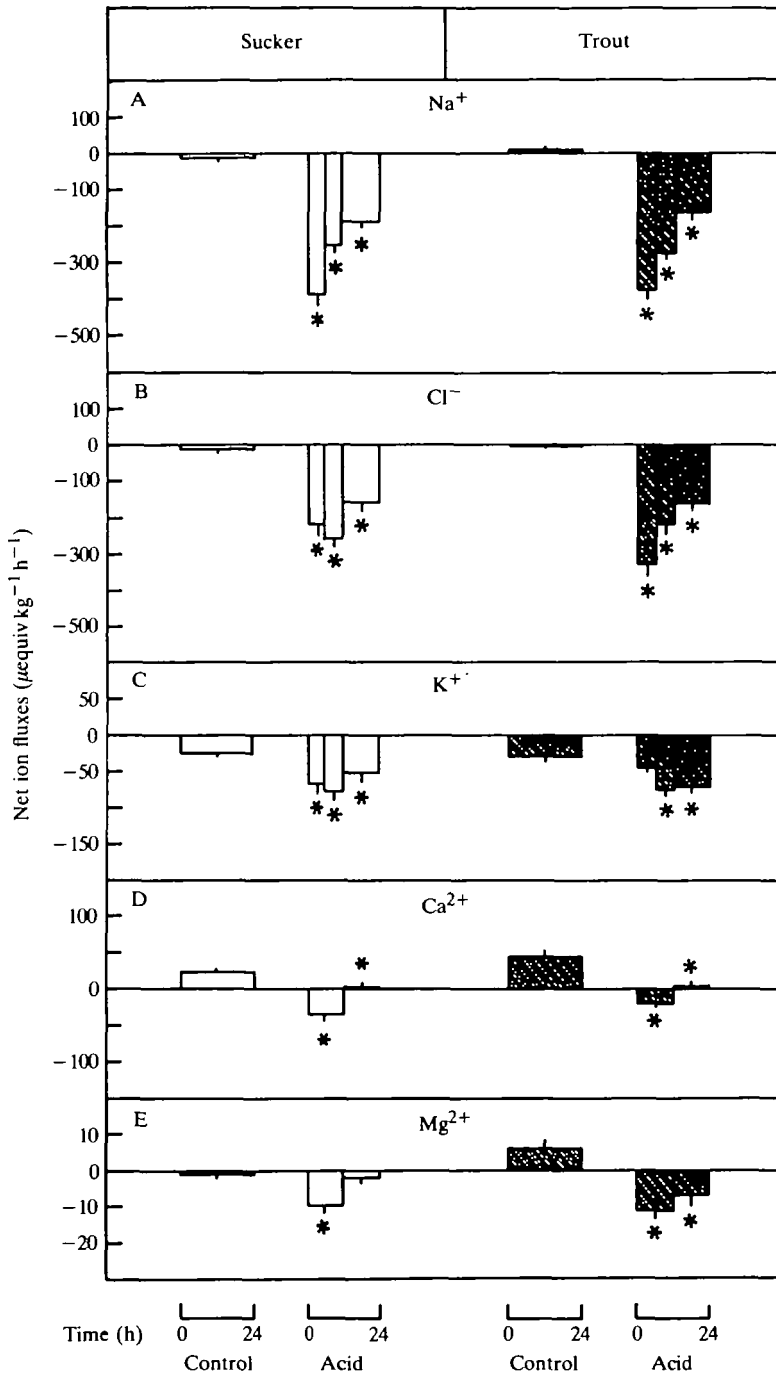 Sucker Trout
A Na⁺
100
0
−100
−300
−500
* * * * * *
B Cl⁻
100
0
−100
−300
−500
* * * * * *
Net ion fluxes (μequiv kg⁻¹ h⁻¹)
C K⁺
50
0
−50
−150
* * * * *
D Ca²⁺
100
0
−100
* * * *
E Mg²⁺
10
0
−10
−20
* * *
Time (h) 0 24 0 24 0 24 0 24
Control Acid Control Acid